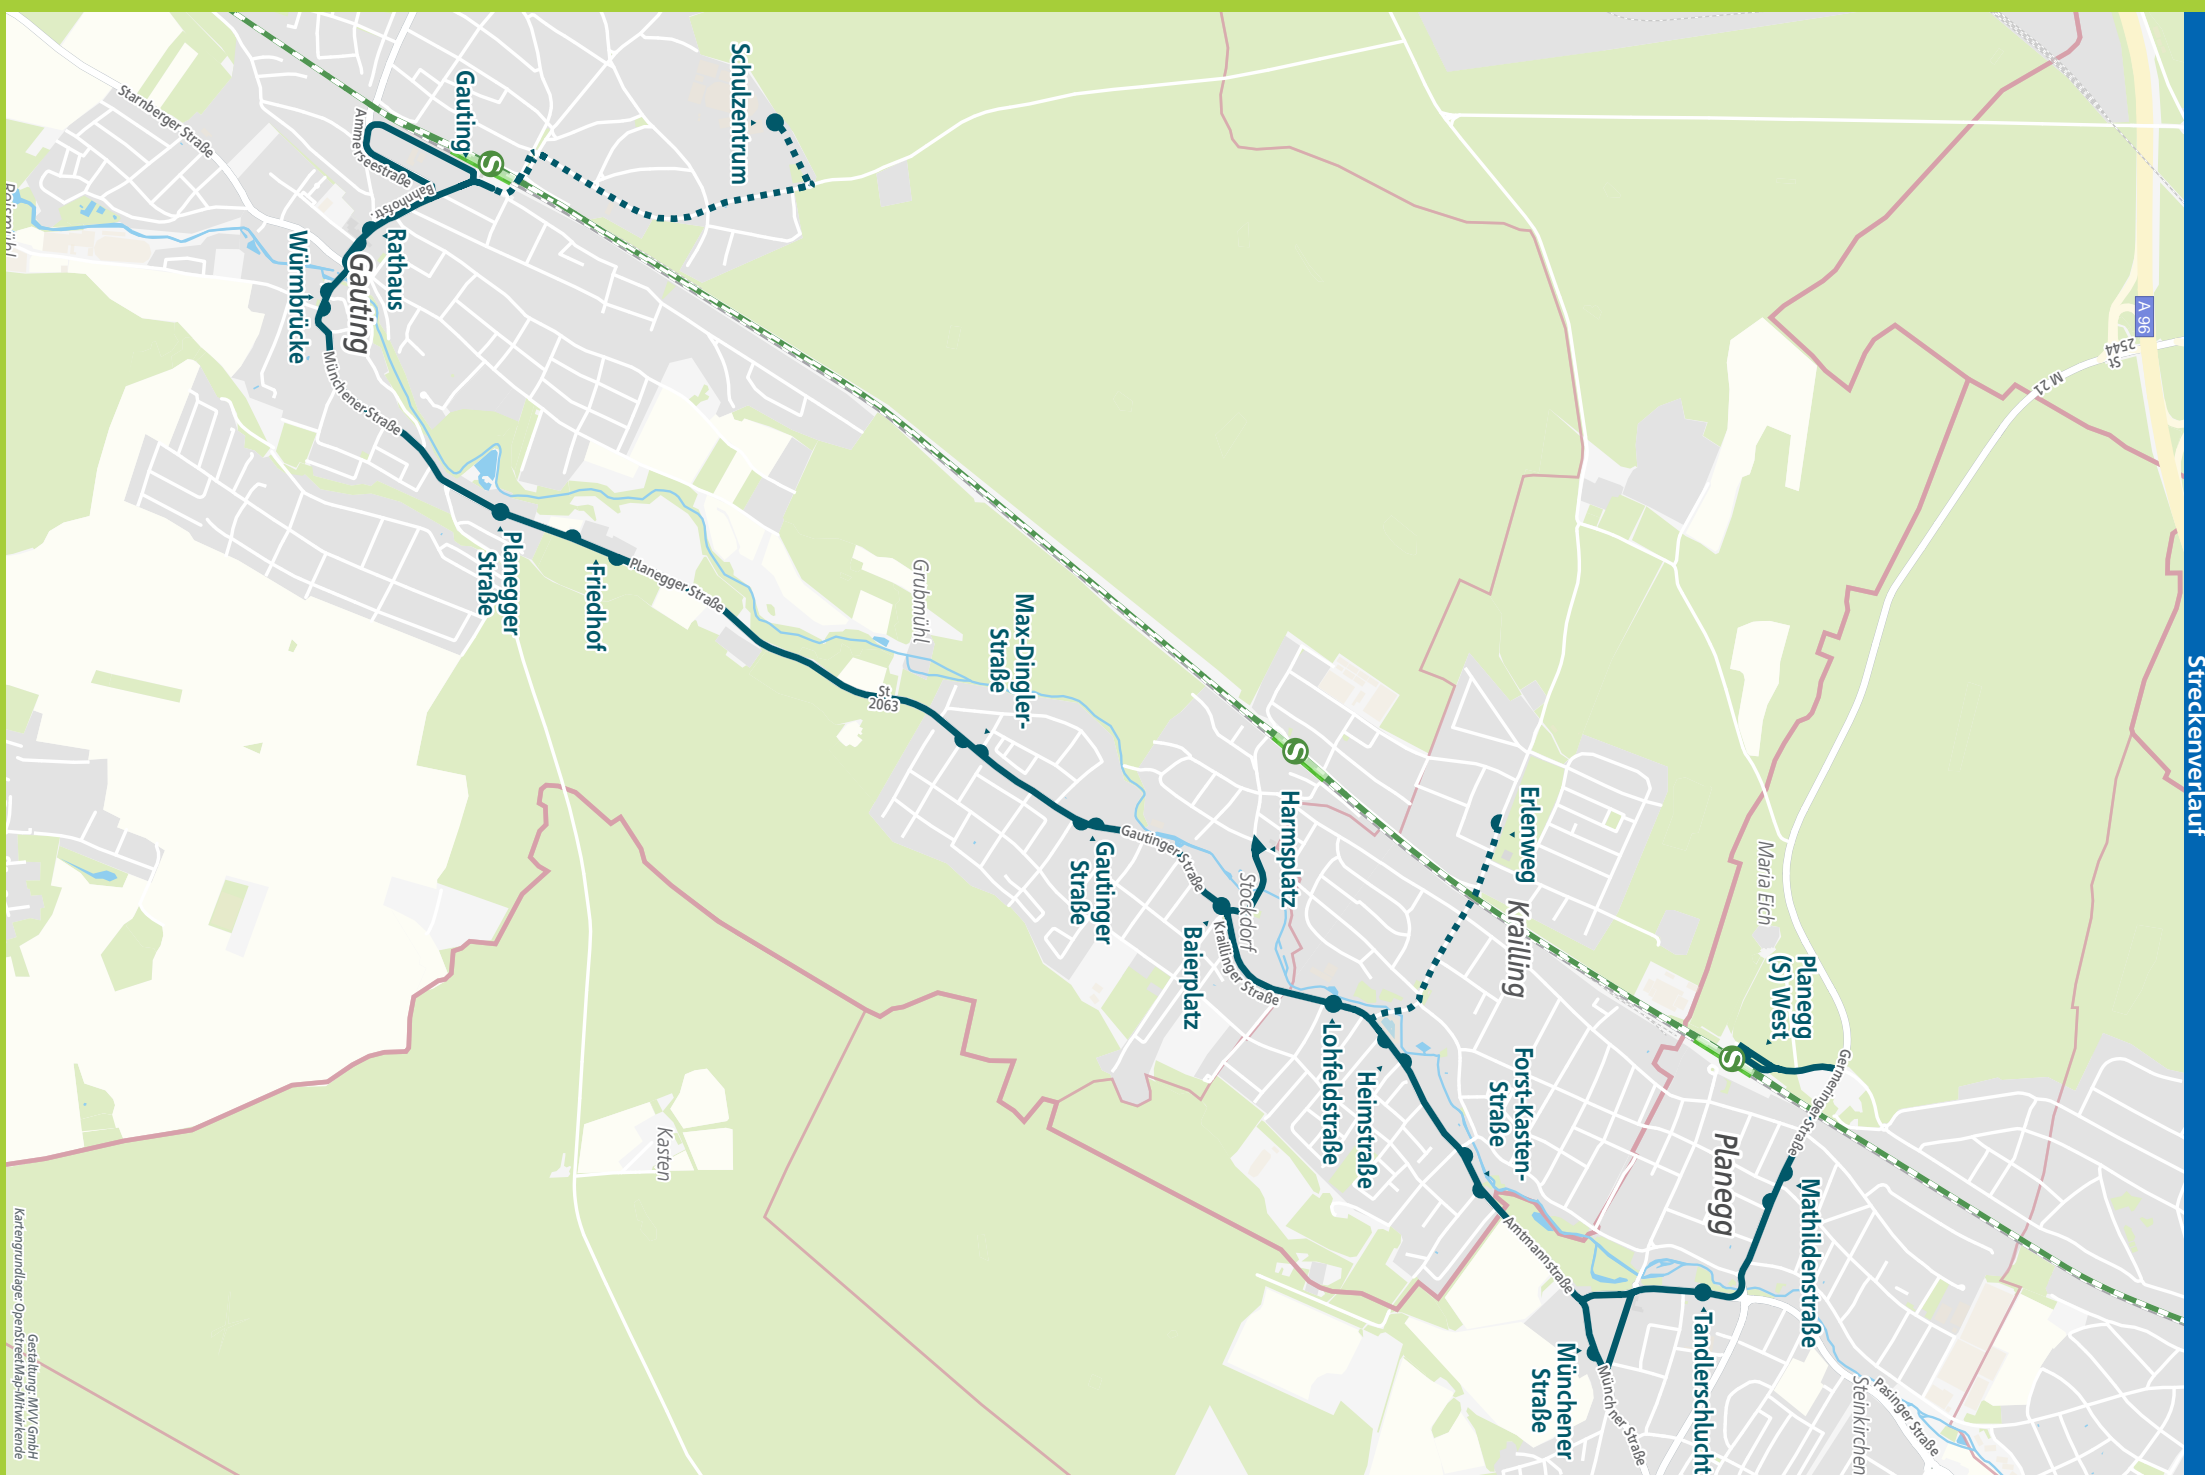 Streckenverlauf
A 96
St
2544
M 21
Schulzentrum
Gauting
Starnberger Straße
Ammerseestraße
Bahnhofstr.
Reismühl
Rathaus
Gauting
Würmbrücke
Münchener Straße
Planegger
Straße
Friedhof
Planegger Straße
Grubmühl
St
2063
Max-Dingler-
Straße
Gautinger
Straße
Gautinger Straße
Harmsplatz
Stockdorf
Baierplatz
Kraillinger Straße
Erlenweg
Krailling
Lohfeldstraße
Heimstraße
Forst-Kasten-
Straße
Maria Eich
Planegg
(S) West
Germeringer Straße
Planegg
Mathildenstraße
Amtmannstraße
Tandlerschlucht
Münchener
Straße
Münchner Straße
Steinkirchen
Pasinger Straße
Kasten
S
S
S
Gestaltung: MVV GmbH
Kartengrundlage: OpenStreetMap-Mitwirkende